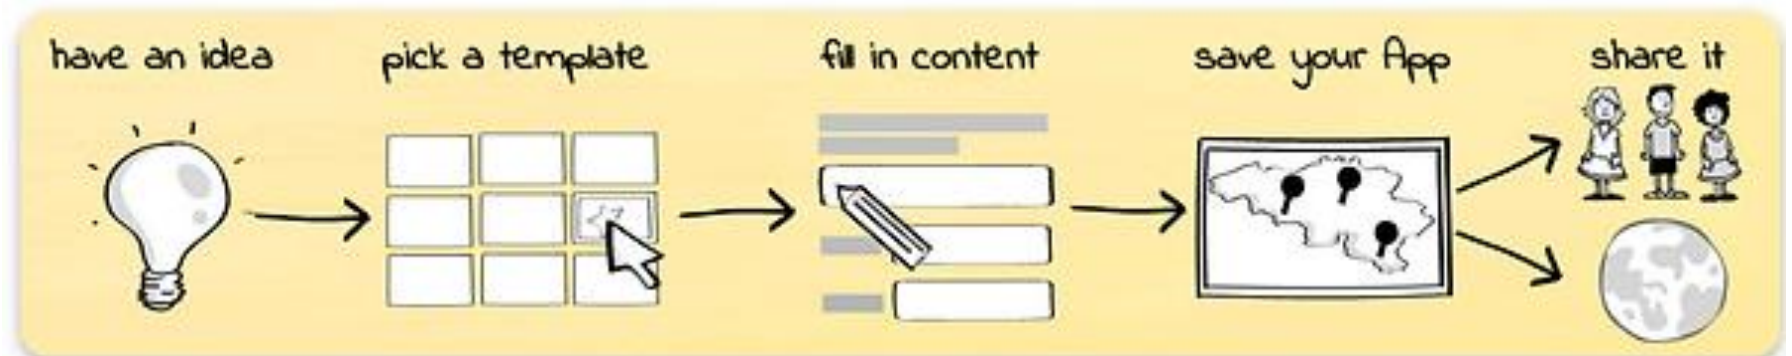 have an idea
pick a template
fill in content
save your App
share it